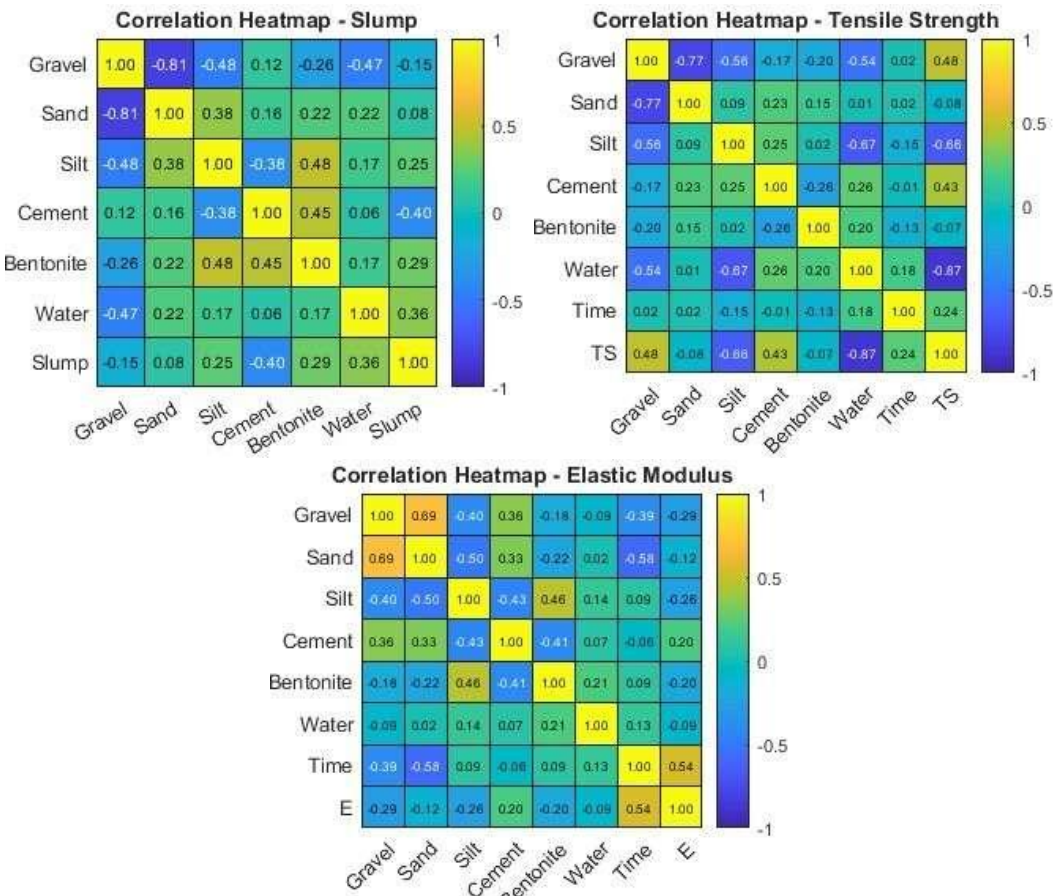 Correlation Heatmap - Slump
Gravel 1.00 -0.81 -0.48 0.12 -0.26 -0.47 -0.15
Sand -0.81 1.00 0.38 0.16 0.22 0.22 0.08
Silt -0.48 0.38 1.00 -0.38 0.48 0.17 0.25
Cement 0.12 0.16 -0.38 1.00 0.45 0.06 -0.40
Bentonite -0.26 0.22 0.48 0.45 1.00 0.17 0.29
Water -0.47 0.22 0.17 0.06 0.17 1.00 0.36
Slump -0.15 0.08 0.25 -0.40 0.29 0.36 1.00
Gravel Sand Silt Cement Bentonite Water Slump
1
0.5
0
-0.5
-1
Correlation Heatmap - Tensile Strength
Gravel 1.00 -0.77 -0.56 -0.17 -0.20 -0.54 0.02 0.48
Sand -0.77 1.00 0.09 0.23 0.15 0.01 0.02 -0.08
Silt -0.56 0.09 1.00 0.25 0.02 -0.67 -0.15 -0.66
Cement -0.17 0.23 0.25 1.00 -0.26 0.26 -0.01 0.43
Bentonite -0.20 0.15 0.02 -0.26 1.00 0.20 -0.13 -0.07
Water -0.54 0.01 -0.67 0.26 0.20 1.00 0.18 -0.87
Time 0.02 0.02 -0.15 -0.01 -0.13 0.18 1.00 0.24
TS 0.48 -0.08 -0.66 0.43 -0.07 -0.87 0.24 1.00
Gravel Sand Silt Cement Bentonite Water Time TS
1
0.5
0
-0.5
-1
Correlation Heatmap - Elastic Modulus
Gravel 1.00 0.69 -0.40 0.36 -0.18 -0.09 -0.39 -0.29
Sand 0.69 1.00 -0.50 0.33 -0.22 0.02 -0.58 -0.12
Silt -0.40 -0.50 1.00 -0.43 0.46 0.14 0.09 -0.26
Cement 0.36 0.33 -0.43 1.00 -0.41 0.07 -0.06 0.20
Bentonite -0.18 -0.22 0.46 -0.41 1.00 0.21 0.09 -0.20
Water -0.09 0.02 0.14 0.07 0.21 1.00 0.13 -0.09
Time -0.39 -0.58 0.09 -0.06 0.09 0.13 1.00 0.54
E -0.29 -0.12 -0.26 0.20 -0.20 -0.09 0.54 1.00
Gravel Sand Silt Cement Bentonite Water Time E
1
0.5
0
-0.5
-1